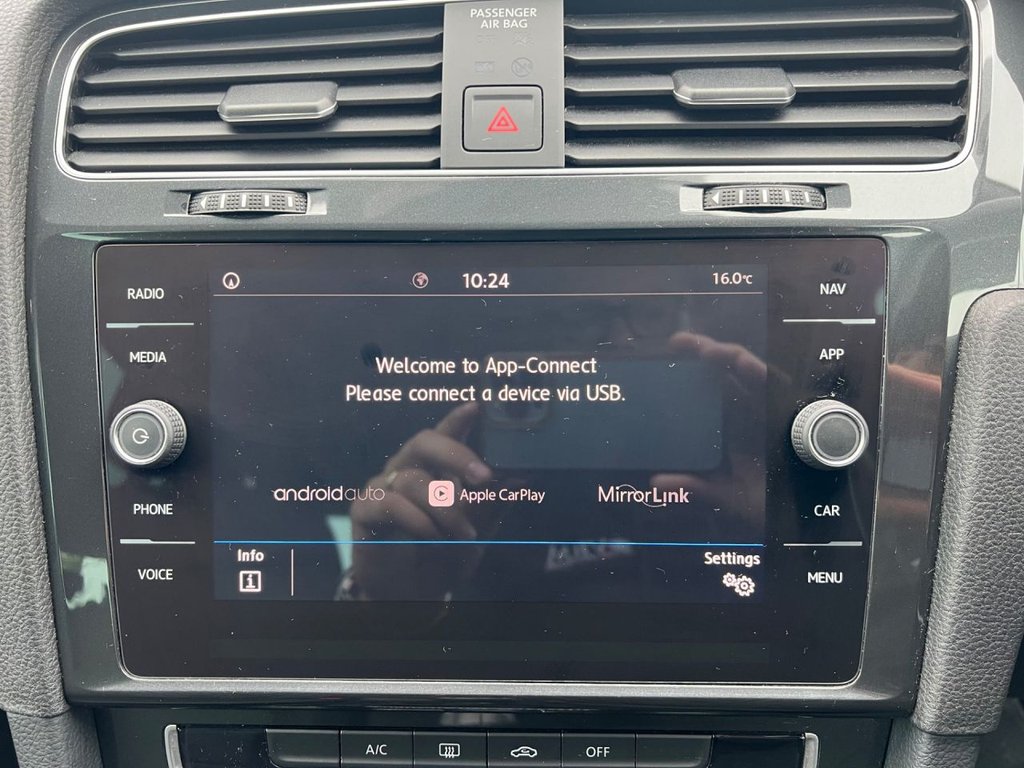 PASSENGER
AIR BAG
10:24
16.0°C
RADIO
NAV
MEDIA
APP
Welcome to App-Connect
Please connect a device via USB.
androidauto
Apple CarPlay
MirrorLink
PHONE
CAR
Info
Settings
VOICE
MENU
A/C
OFF